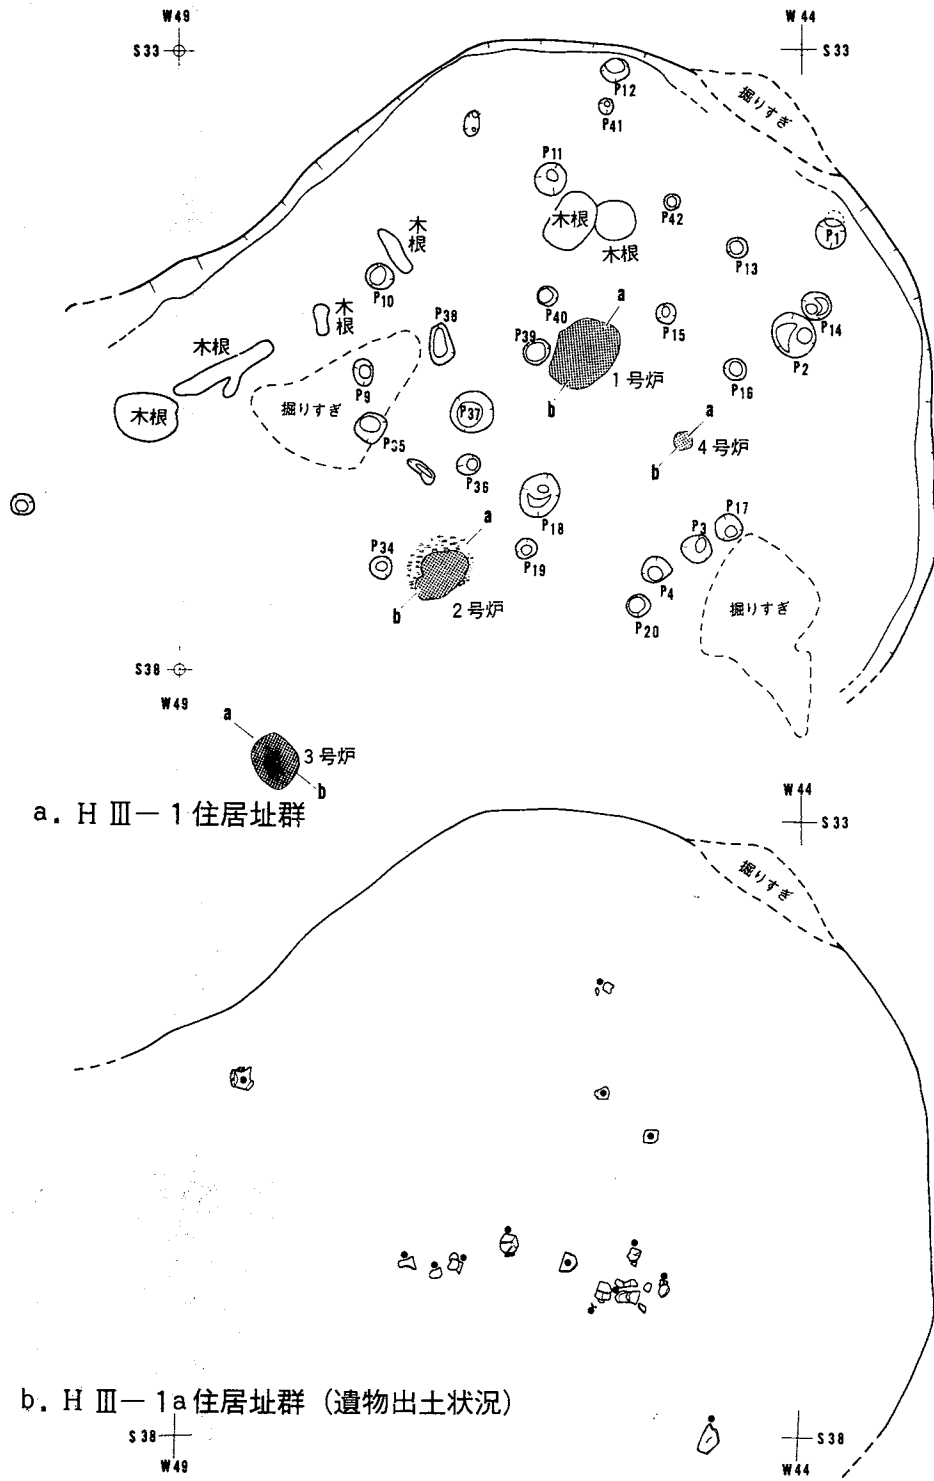 W49
W44
S33
S33
掘りすぎ
P12
P41
P11
木根
木根
P42
P1
P13
木根
P10
木根
P38
P40
a
P39
P15
P14
P2
木根
P9
1号炉
b
P16
木根
掘りすぎ
P37
P35
a
4号炉
b
P36
P18
a
P17
P3
P34
P19
P4
掘りすぎ
b
2号炉
P20
S38
W49
a
3号炉
b
a. H Ⅲ－1住居址群
W44
S33
掘りすぎ
b. H Ⅲ－1a住居址群（遺物出土状況）
S38
W49
S38
W44